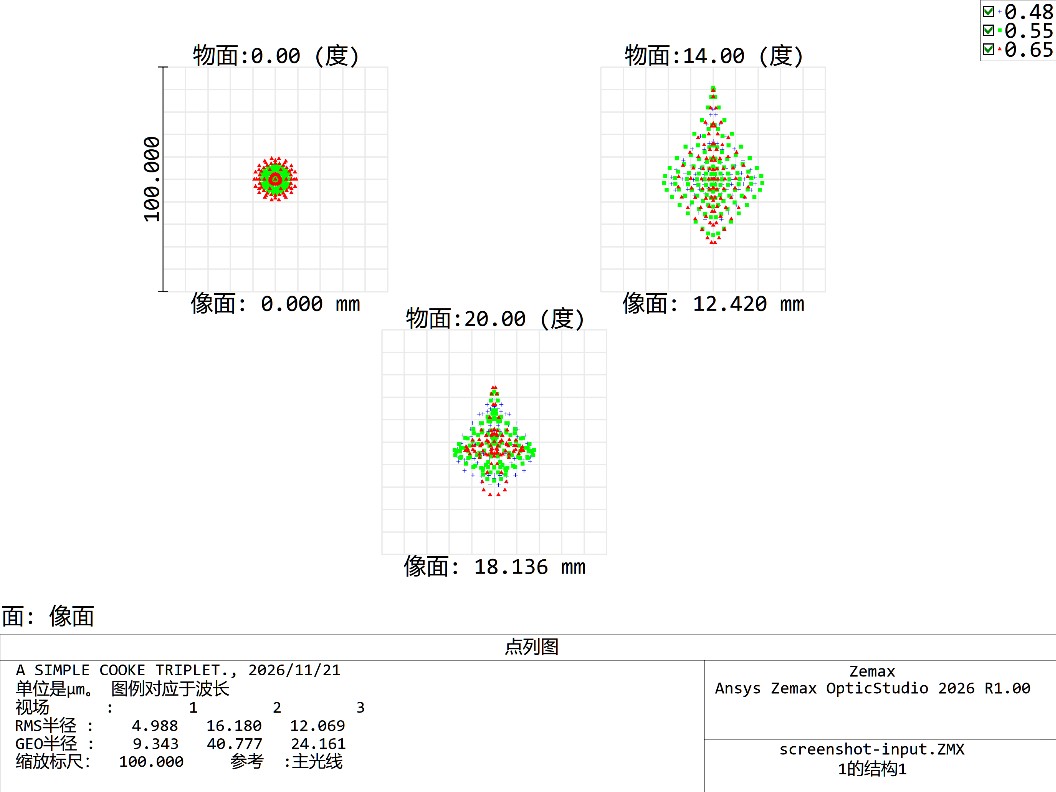 0.48
0.55
0.65
物面:0.00 (度)
物面:14.00 (度)
100.000
像面: 0.000 mm
像面: 12.420 mm
物面:20.00 (度)
像面: 18.136 mm
面: 像面
点列图
A SIMPLE COOKE TRIPLET., 2026/11/21
单位是μm。 图例对应于波长
视场 : 1 2 3
RMS半径 : 4.988 16.180 12.069
GEO半径 : 9.343 40.777 24.161
缩放标尺: 100.000 参考 :主光线
Zemax
Ansys Zemax OpticStudio 2026 R1.00
screenshot-input.ZMX
1的结构1